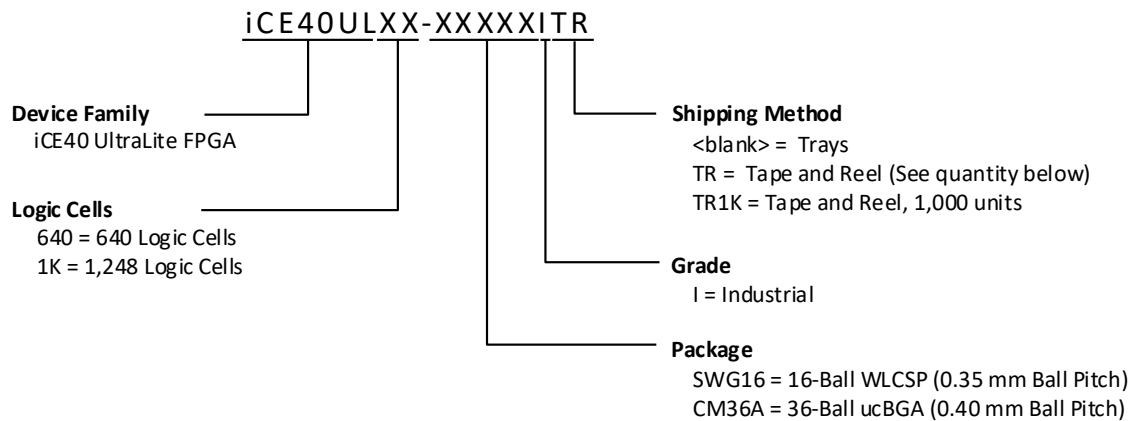 iCE40ULXX-XXXXXITR
Device Family
iCE40 UltraLite FPGA
Logic Cells
640 = 640 Logic Cells
1K = 1,248 Logic Cells
Shipping Method
<blank> = Trays
TR = Tape and Reel (See quantity below)
TR1K = Tape and Reel, 1,000 units
Grade
I = Industrial
Package
SWG16 = 16-Ball WLCSP (0.35 mm Ball Pitch)
CM36A = 36-Ball ucBGA (0.40 mm Ball Pitch)